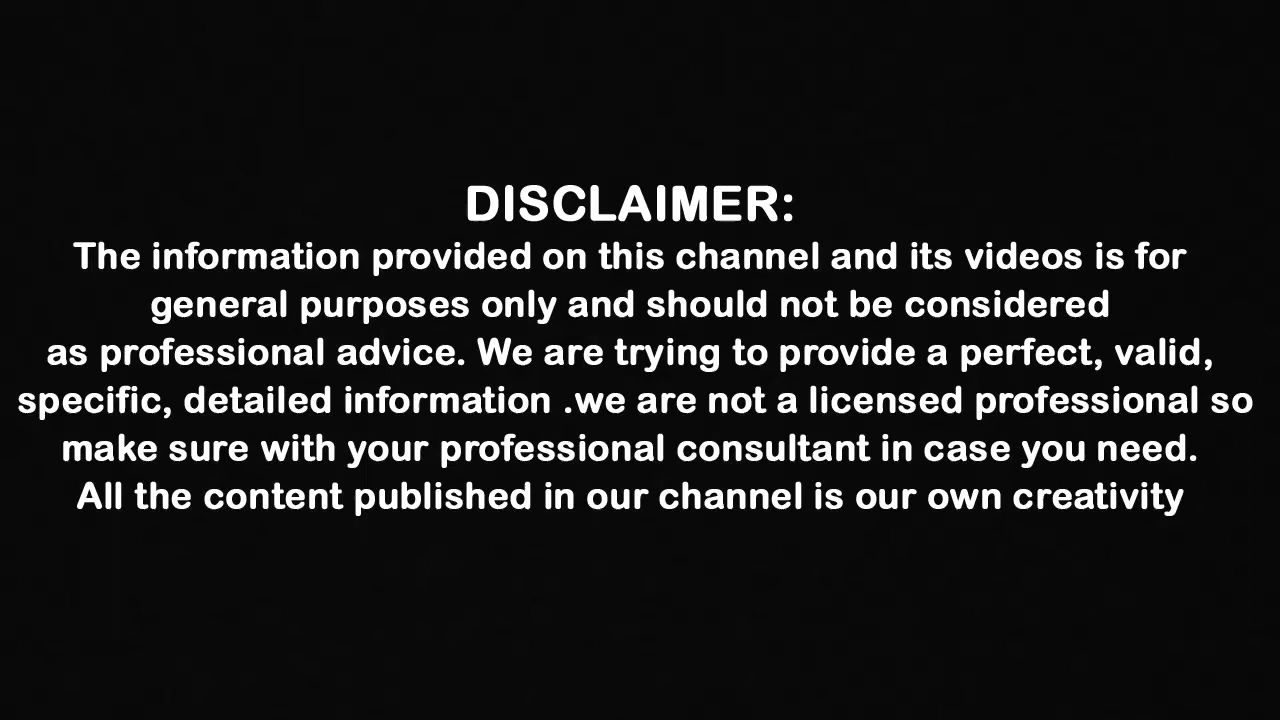 DISCLAIMER:
The information provided on this channel and its videos is for
general purposes only and should not be considered
as professional advice. We are trying to provide a perfect, valid,
specific, detailed information .we are not a licensed professional so
make sure with your professional consultant in case you need.
All the content published in our channel is our own creativity